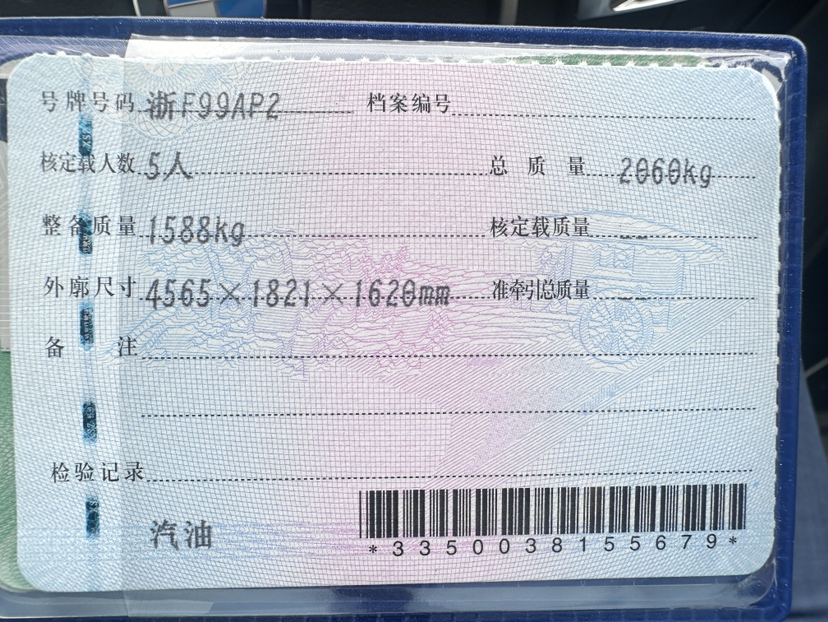 号牌号码 浙F99AP2 档案编号
核定载人数 5人 总质量 2060kg
整备质量 1588kg 核定载质量 --
外廓尺寸 4565×1821×1620mm 准牵引总质量 --
备注
检验记录
汽油
*3350038155679*